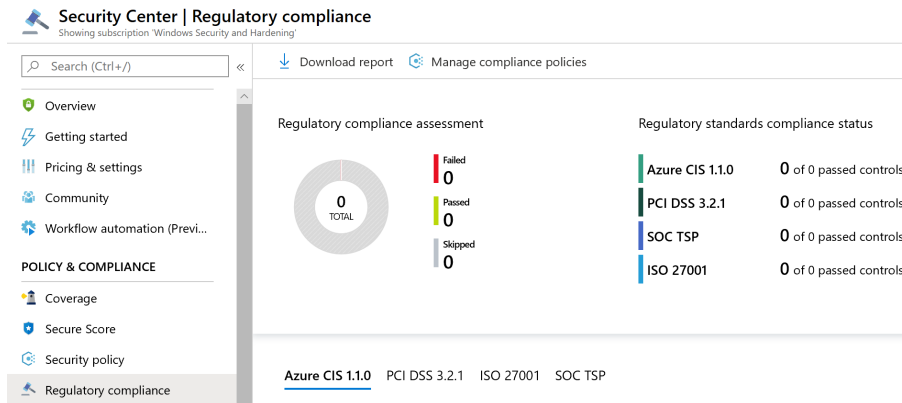 Security Center | Regulatory compliance
Showing subscription 'Windows Security and Hardening'
Search (Ctrl+/)
«
Overview
Getting started
Pricing & settings
Community
Workflow automation (Previ...
POLICY & COMPLIANCE
Coverage
Secure Score
Security policy
Regulatory compliance
Download report
Manage compliance policies
Regulatory compliance assessment
0
TOTAL
Failed
0
Passed
0
Skipped
0
Regulatory standards compliance status
Azure CIS 1.1.0 0 of 0 passed controls
PCI DSS 3.2.1 0 of 0 passed controls
SOC TSP 0 of 0 passed controls
ISO 27001 0 of 0 passed controls
Azure CIS 1.1.0 PCI DSS 3.2.1 ISO 27001 SOC TSP